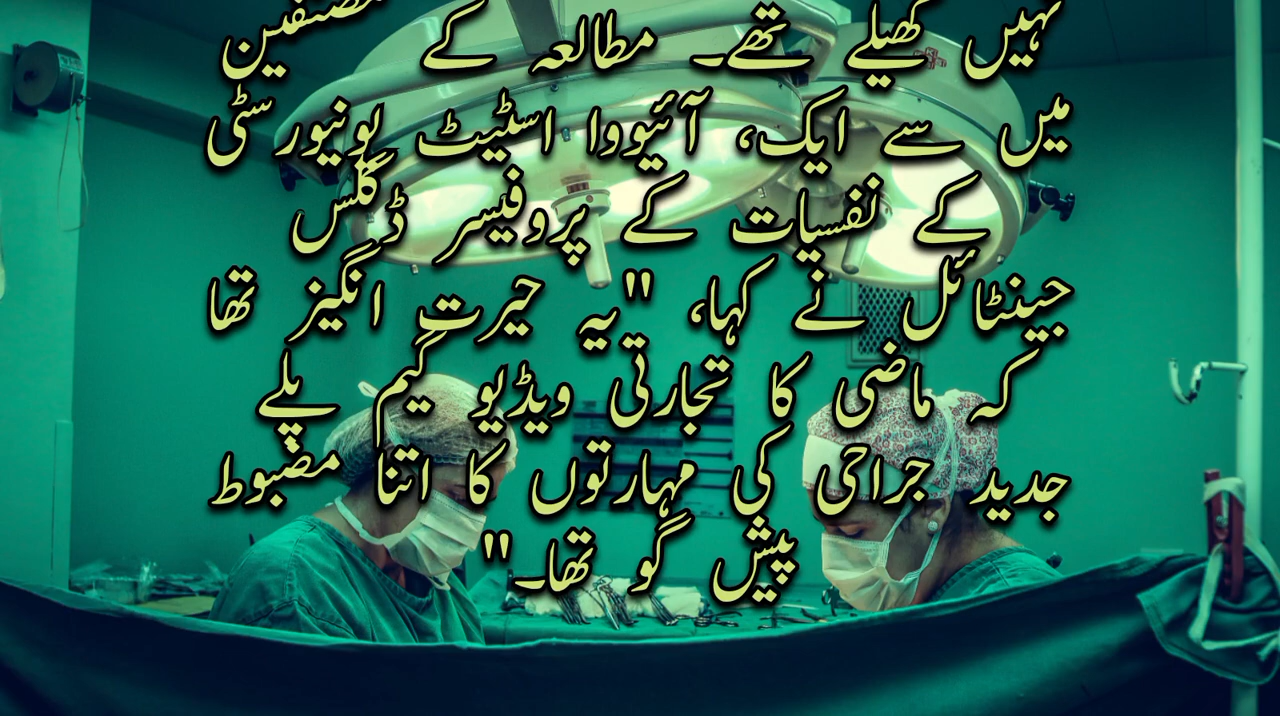 نہیں کھیلے تھے۔ مطالعہ کے مصنفین
میں سے ایک، آئیووا اسٹیٹ یونیورسٹی
کے نفسیات کے پروفیسر ڈگلس
جینٹائل نے کہا، "یہ حیرت انگیز تھا
کہ ماضی کا تجارتی ویڈیو گیم پلے
جدید جراحی کی مہارتوں کا اتنا مضبوط
پیش گو تھا۔"